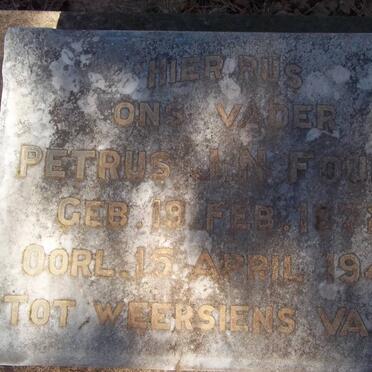 HIER RUS
ONS VADER
PETRUS J.N. FOU
GEB. 19 FEB. 187
OORL. 15 APRIL 194
TOT WEERSIENS VA